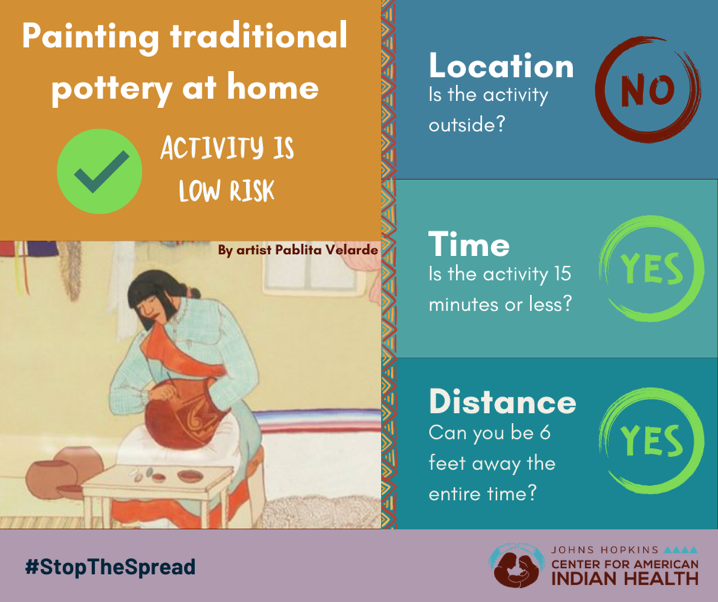 Painting traditional
pottery at home
ACTIVITY IS
LOW RISK
By artist Pablita Velarde
Location
Is the activity
outside?
NO
Time
Is the activity 15
minutes or less?
YES
Distance
Can you be 6
feet away the
entire time?
YES
#StopTheSpread
JOHNS HOPKINS
CENTER FOR AMERICAN
INDIAN HEALTH